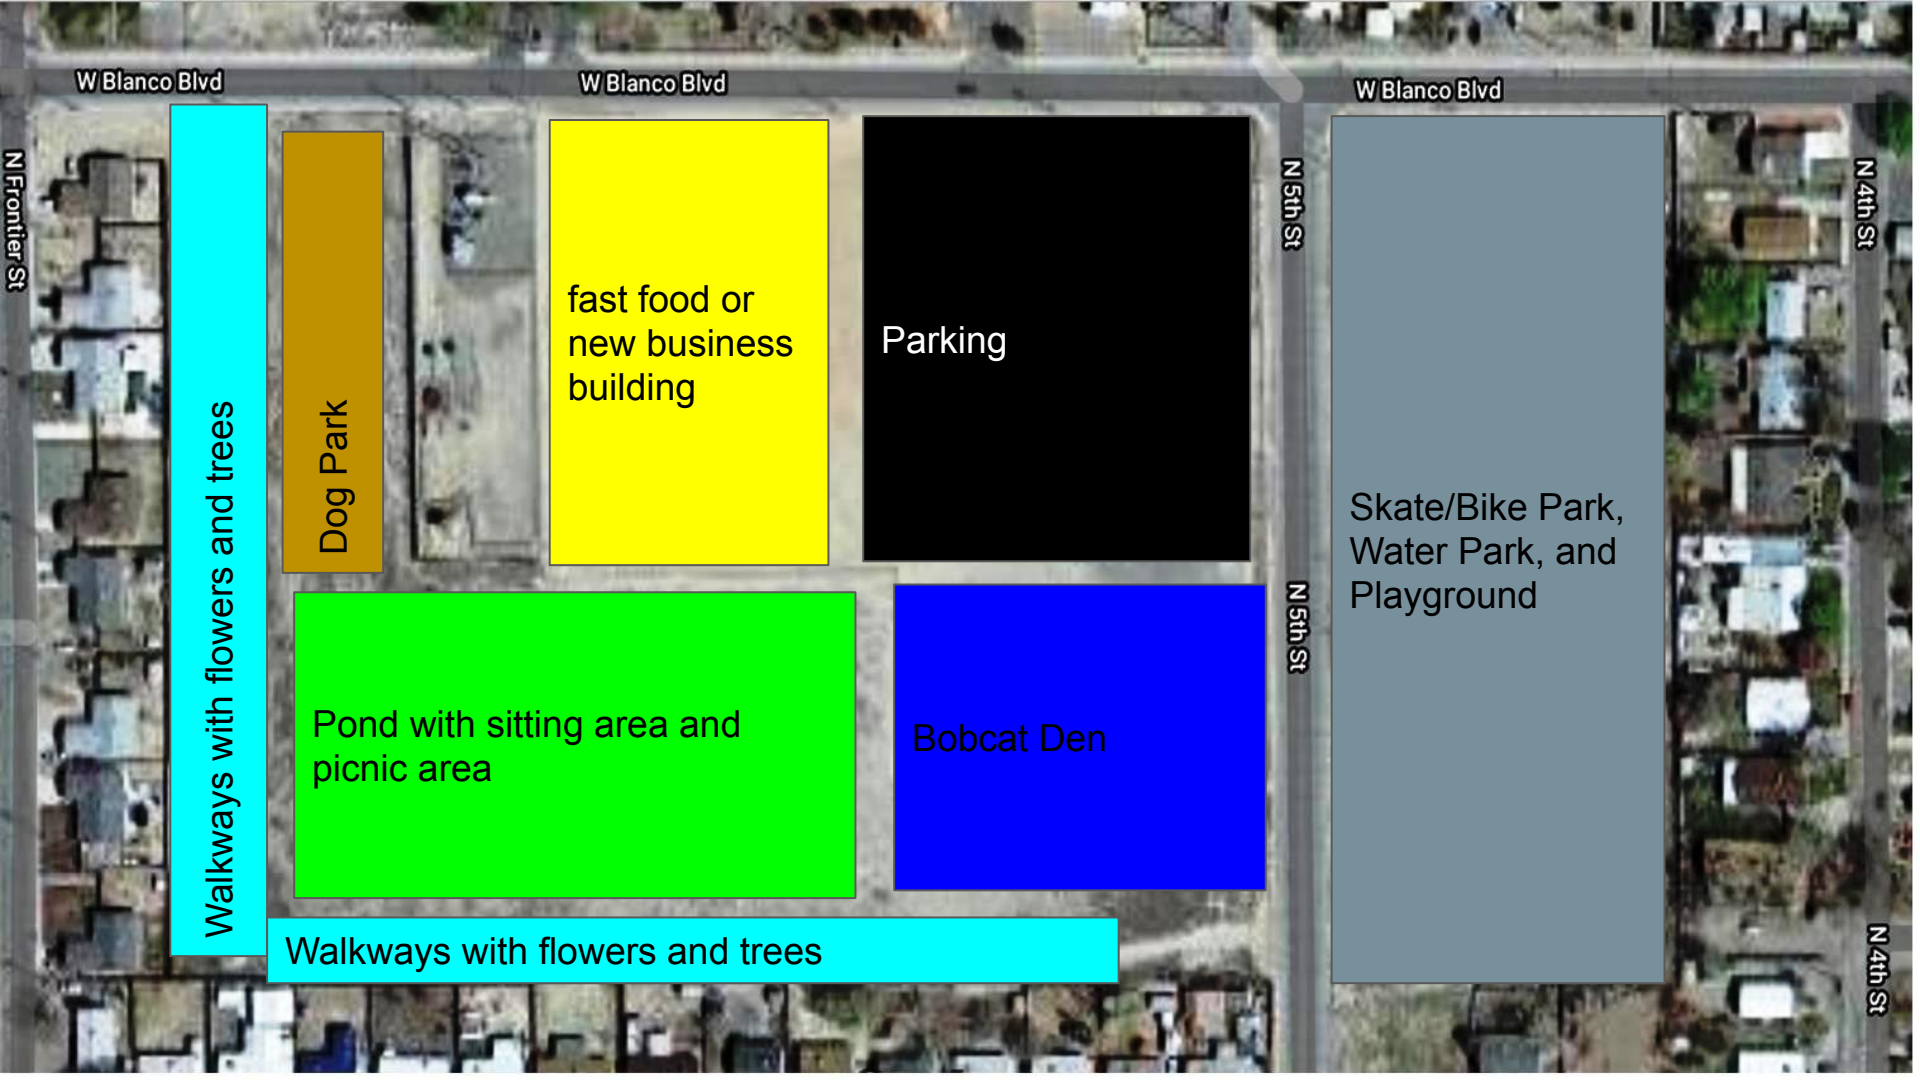 W Blanco Blvd
W Blanco Blvd
W Blanco Blvd
N Frontier St
N 5th St
N 4th St
Walkways with flowers and trees
Dog Park
fast food or
new business
building
Parking
Skate/Bike Park,
Water Park, and
Playground
N 5th St
Pond with sitting area and
picnic area
Bobcat Den
Walkways with flowers and trees
N 4th St